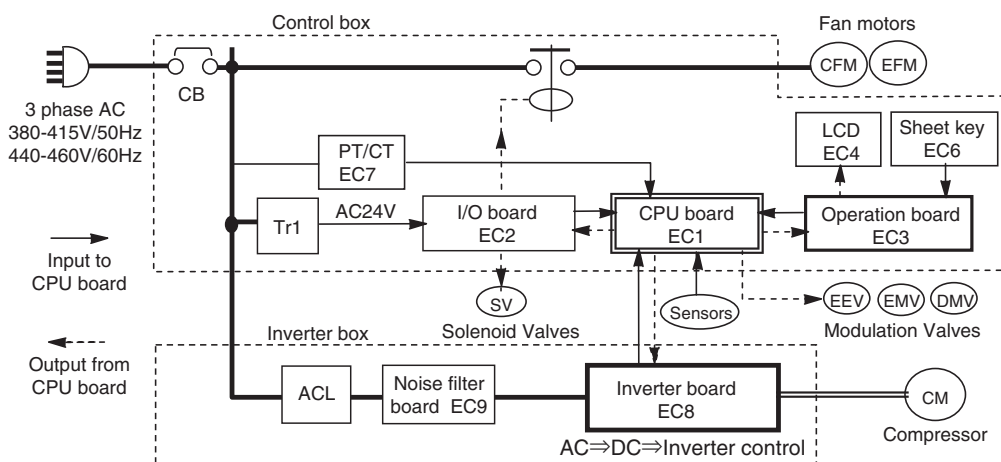 Control box
Fan motors
CFM
EFM
CB
3 phase AC
380-415V/50Hz
440-460V/60Hz
PT/CT
EC7
LCD
EC4
Sheet key
EC6
Tr1
AC24V
I/O board
EC2
CPU board
EC1
Operation board
EC3
Input to
CPU board
SV
Solenoid Valves
Sensors
EEV
EMV
DMV
Modulation Valves
Inverter box
Output from
CPU board
ACL
Noise filter
board EC9
Inverter board
EC8
CM
Compressor
AC⇒DC⇒Inverter control